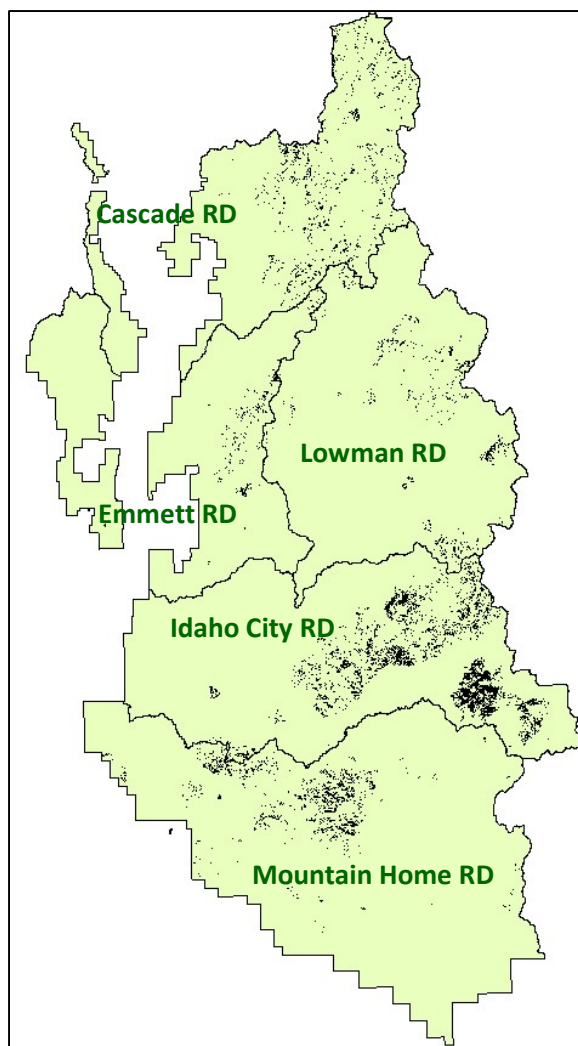 Cascade RD
Lowman RD
Emmett RD
Idaho City RD
Mountain Home RD